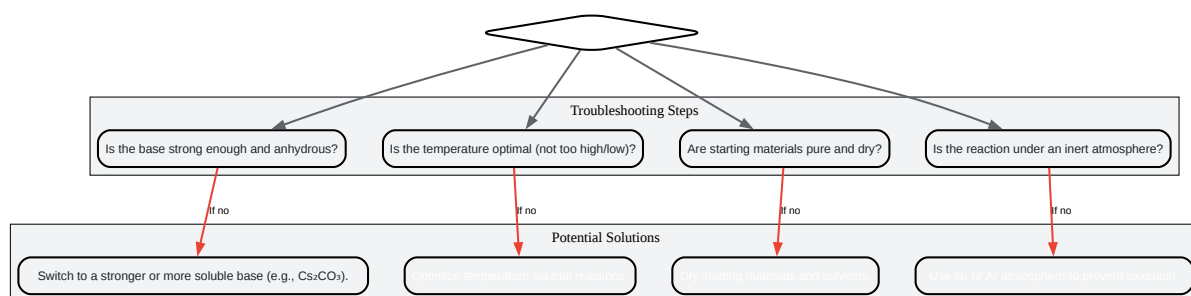 Troubleshooting Steps
Is the base strong enough and anhydrous?
Is the temperature optimal (not too high/low)?
Are starting materials pure and dry?
Is the reaction under an inert atmosphere?
If no
If no
If no
If no
Potential Solutions
Switch to a stronger or more soluble base (e.g., Cs₂CO₃).
Optimize temperature via trial reactions.
Dry starting materials and solvents.
Use N₂ or Ar atmosphere to prevent oxidation.